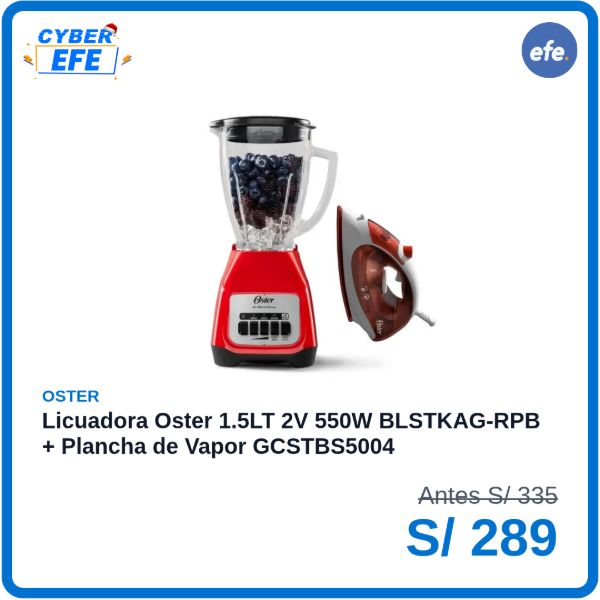 CYBER
EFE
efe.
Oster
OSTER
Licuadora Oster 1.5LT 2V 550W BLSTKAG-RPB
+ Plancha de Vapor GCSTBS5004
Antes S/ 335
S/ 289